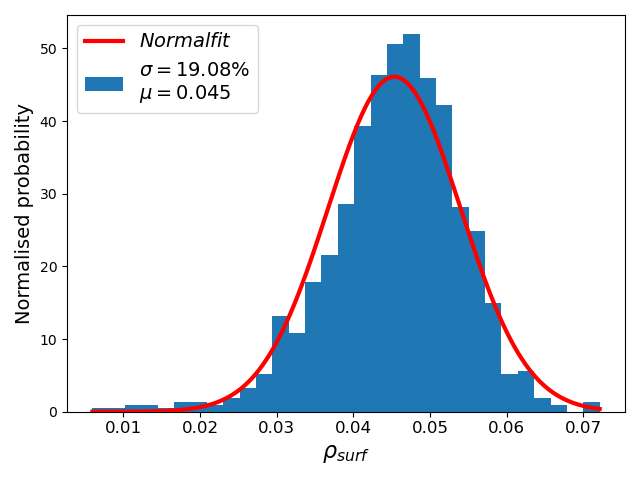 Normalfit
σ = 19.08%
μ = 0.045
Normalised probability
50
40
30
20
10
0
0.01 0.02 0.03 0.04 0.05 0.06 0.07
ρsurf